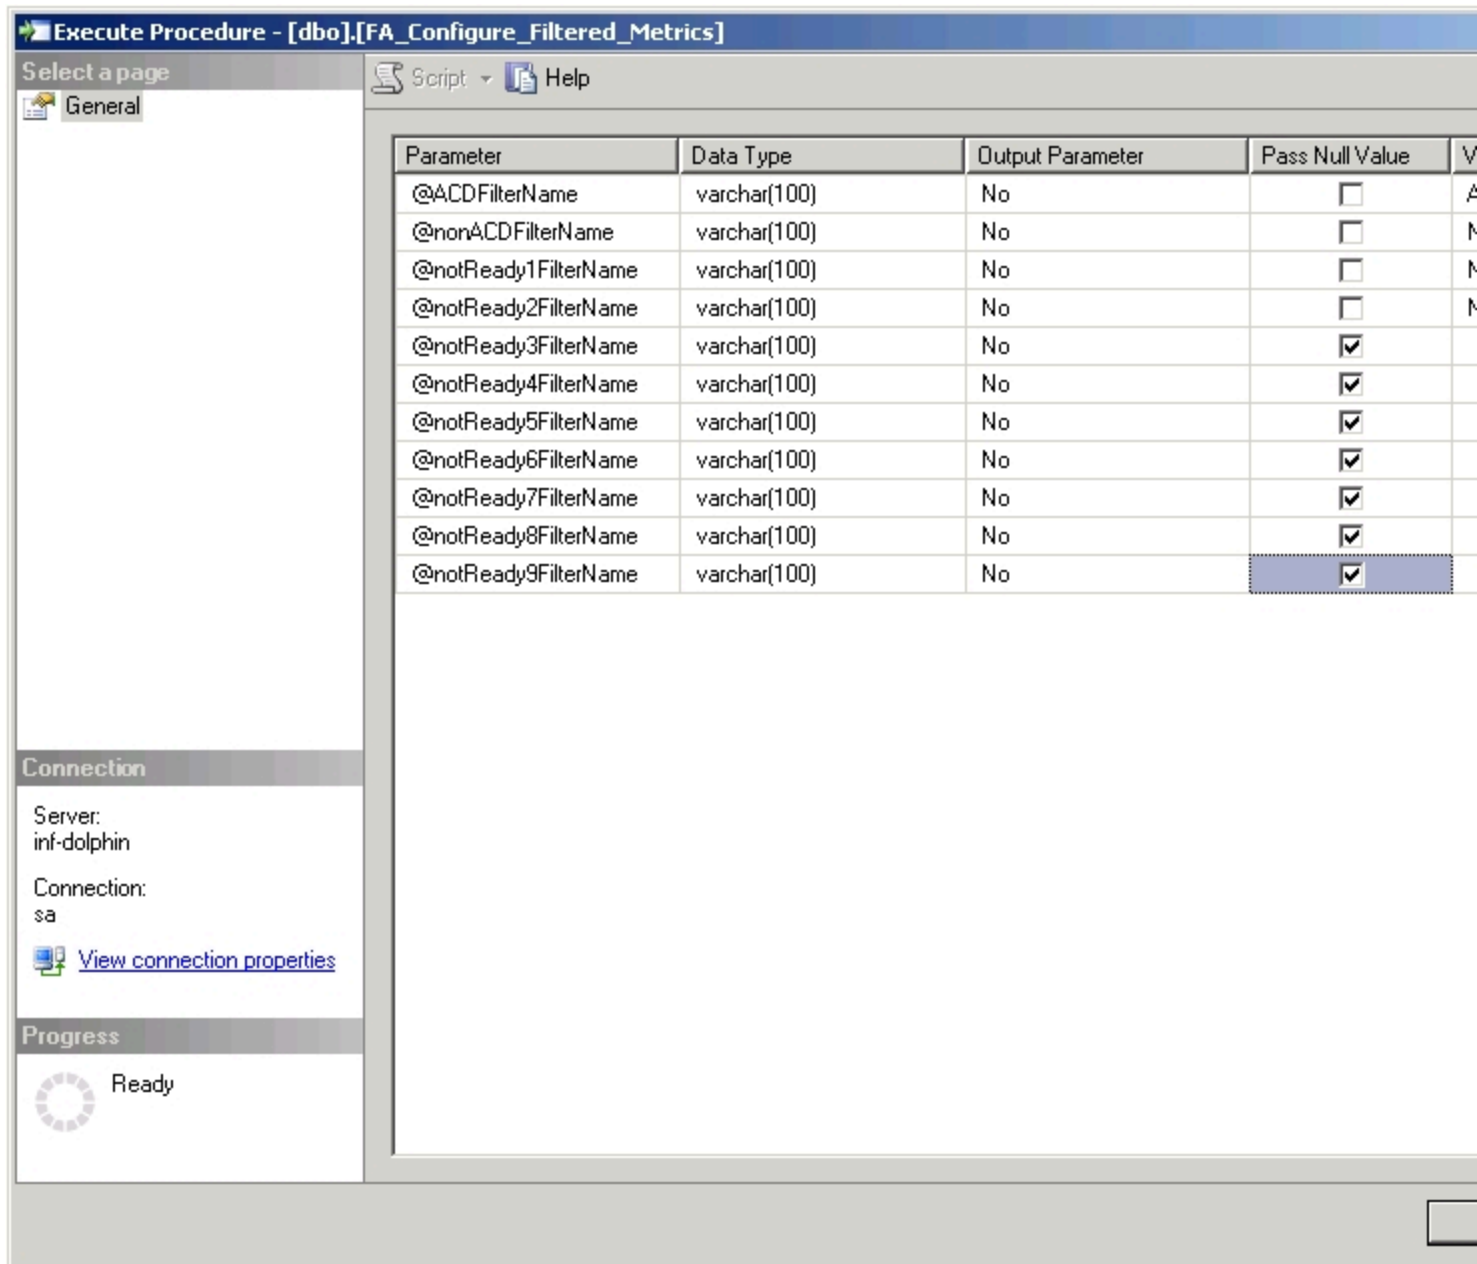 Execute Procedure - [dbo].[FA_Configure_Filtered_Metrics]
Select a page
General
Script
Help
Parameter Data Type Output Parameter Pass Null Value
@ACDFilterName varchar(100) No
@nonACDFilterName varchar(100) No
@notReady1FilterName varchar(100) No
@notReady2FilterName varchar(100) No
@notReady3FilterName varchar(100) No
@notReady4FilterName varchar(100) No
@notReady5FilterName varchar(100) No
@notReady6FilterName varchar(100) No
@notReady7FilterName varchar(100) No
@notReady8FilterName varchar(100) No
@notReady9FilterName varchar(100) No
Connection
Server:
inf-dolphin
Connection:
sa
View connection properties
Progress
Ready